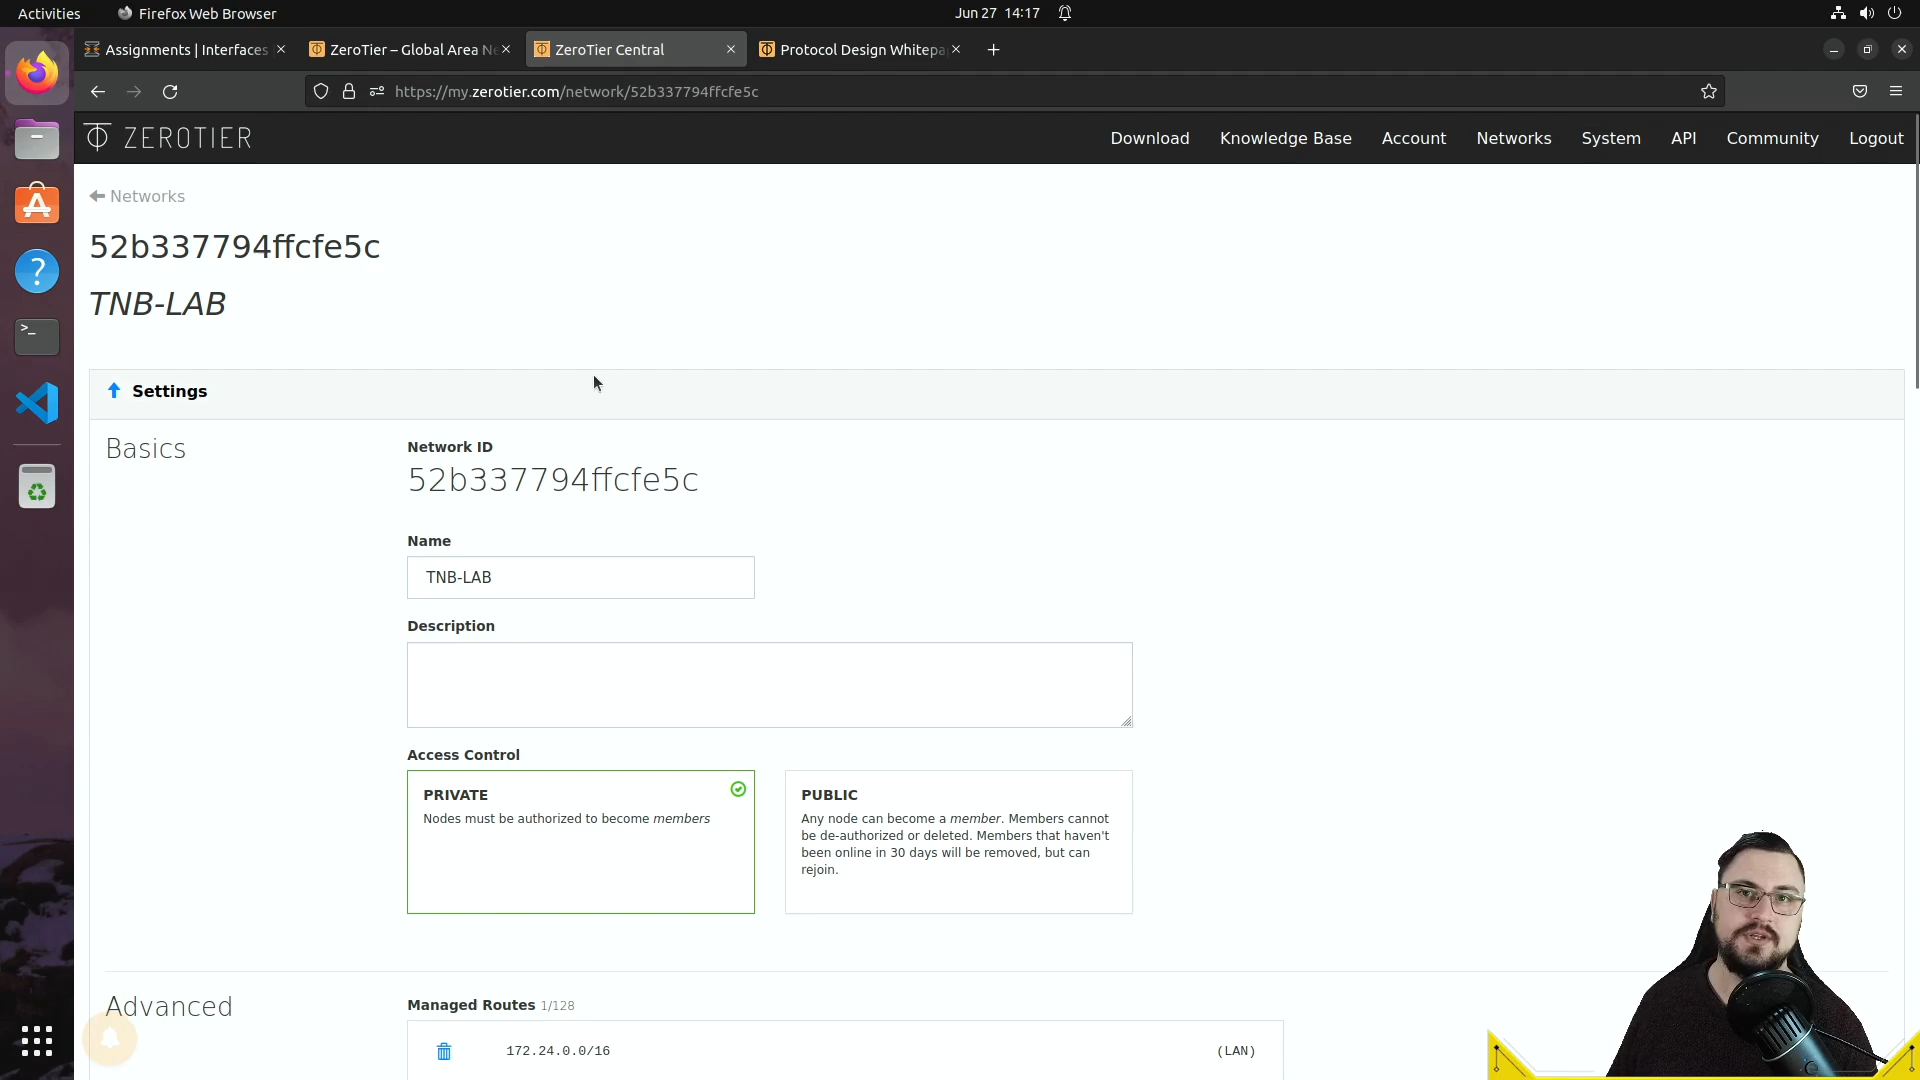 Activities
Firefox Web Browser
Jun 27 14:17
Assignments | Interfaces
ZeroTier – Global Area Ne
ZeroTier Central
Protocol Design Whitepa
https://my.zerotier.com/network/52b337794ffcfe5c
ZEROTIER
Download
Knowledge Base
Account
Networks
System
API
Community
Logout
Networks
52b337794ffcfe5c
TNB-LAB
Settings
Basics
Network ID
52b337794ffcfe5c
Name
TNB-LAB
Description
Access Control
PRIVATE
Nodes must be authorized to become members
PUBLIC
Any node can become a member. Members cannot
be de-authorized or deleted. Members that haven't
been online in 30 days will be removed, but can
rejoin.
Advanced
Managed Routes 1/128
172.24.0.0/16
(LAN)